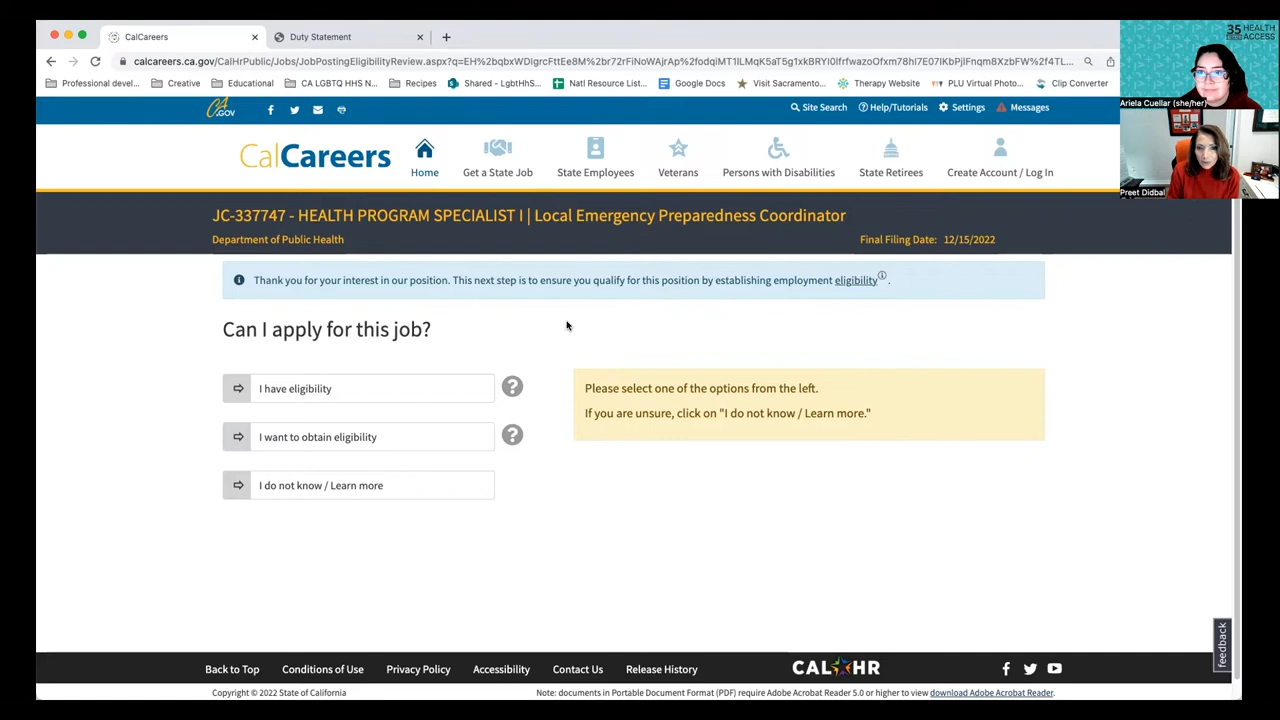 CalCareers
Duty Statement
calcareers.ca.gov/CalHrPublic/Jobs/JobPostingEligibilityReview.aspx?q=
Professional devel...
Creative
Educational
CA LGBTQ HHS N...
Recipes
Shared - LgbtHhS...
Natl Resource List...
Google Docs
Visit Sacramento...
Therapy Website
PLU Virtual Photo...
Clip Converter
35 HEALTH
ACCESS
Ariela Cuellar (she/her)
Preet Didbal
CA.GOV
Site Search
Help/Tutorials
Settings
Messages
CalCareers
Home
Get a State Job
State Employees
Veterans
Persons with Disabilities
State Retirees
Create Account / Log In
JC-337747 - HEALTH PROGRAM SPECIALIST I | Local Emergency Preparedness Coordinator
Department of Public Health
Final Filing Date: 12/15/2022
Thank you for your interest in our position. This next step is to ensure you qualify for this position by establishing employment eligibility .
Can I apply for this job?
I have eligibility
I want to obtain eligibility
I do not know / Learn more
Please select one of the options from the left.
If you are unsure, click on "I do not know / Learn more."
feedback
Back to Top
Conditions of Use
Privacy Policy
Accessibility
Contact Us
Release History
CALHR
Copyright © 2022 State of California
Note: documents in Portable Document Format (PDF) require Adobe Acrobat Reader 5.0 or higher to view download Adobe Acrobat Reader.